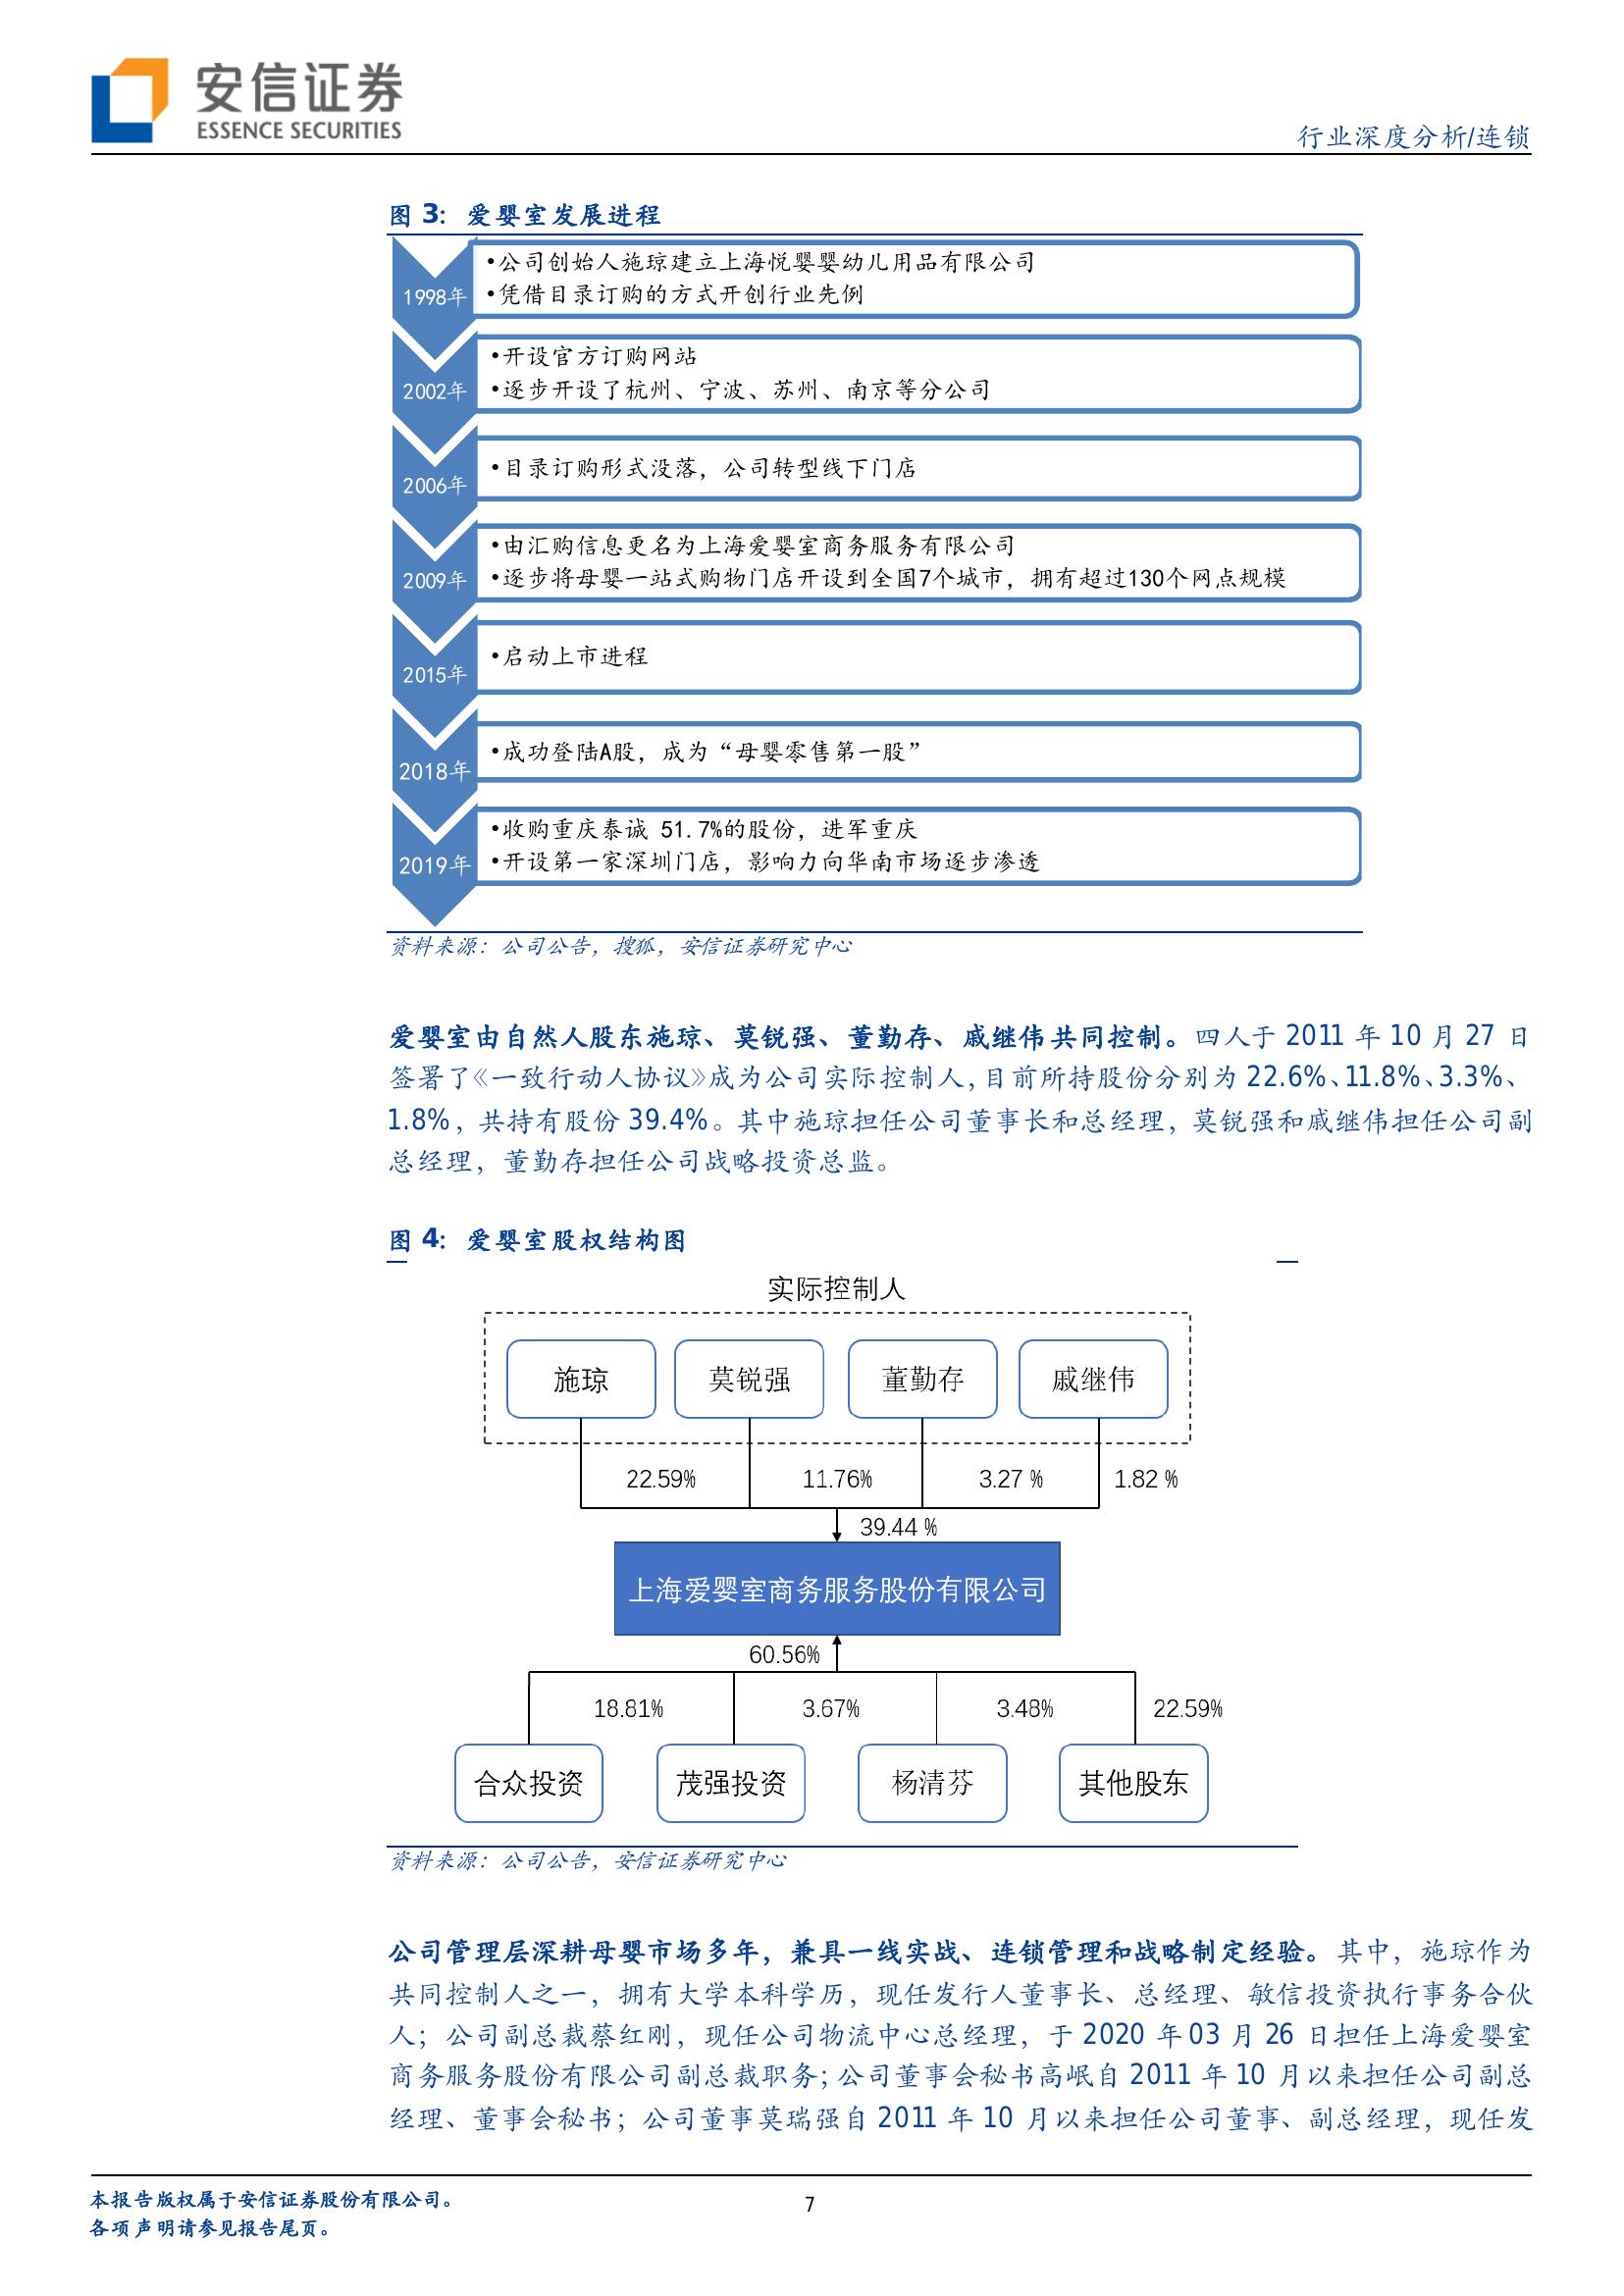 安信证券
ESSENCE SECURITIES
行业深度分析/连锁
图 3: 爱婴室发展进程
1998年
•公司创始人施琼建立上海悦婴婴幼儿用品有限公司
•凭借目录订购的方式开创行业先例
2002年
•开设官方订购网站
•逐步开设了杭州、宁波、苏州、南京等分公司
2006年
•目录订购形式没落，公司转型线下门店
2009年
•由汇购信息更名为上海爱婴室商务服务有限公司
•逐步将母婴一站式购物门店开设到全国7个城市，拥有超过130个网点规模
2015年
•启动上市进程
2018年
•成功登陆A股，成为“母婴零售第一股”
2019年
•收购重庆泰诚 51.7%的股份，进军重庆
•开设第一家深圳门店，影响力向华南市场逐步渗透
资料来源：公司公告，搜狐，安信证券研究中心
爱婴室由自然人股东施琼、莫锐强、董勤存、戚继伟共同控制。四人于 2011 年 10 月 27 日
签署了《一致行动人协议》成为公司实际控制人，目前所持股份分别为 22.6%、11.8%、3.3%、
1.8%，共持有股份 39.4%。其中施琼担任公司董事长和总经理，莫锐强和戚继伟担任公司副
总经理，董勤存担任公司战略投资总监。
图 4: 爱婴室股权结构图
实际控制人
施琼 莫锐强 董勤存 戚继伟
22.59% 11.76% 3.27 % 1.82 %
39.44 %
上海爱婴室商务服务股份有限公司
60.56%
18.81% 3.67% 3.48% 22.59%
合众投资 茂强投资 杨清芬 其他股东
资料来源：公司公告，安信证券研究中心
公司管理层深耕母婴市场多年，兼具一线实战、连锁管理和战略制定经验。其中，施琼作为
共同控制人之一，拥有大学本科学历，现任发行人董事长、总经理、敏信投资执行事务合伙
人；公司副总裁蔡红刚，现任公司物流中心总经理，于 2020 年 03 月 26 日担任上海爱婴室
商务服务股份有限公司副总裁职务；公司董事会秘书高岷自 2011 年 10 月以来担任公司副总
经理、董事会秘书；公司董事莫瑞强自 2011 年 10 月以来担任公司董事、副总经理，现任发
本报告版权属于安信证券股份有限公司。
各项声明请参见报告尾页。
7